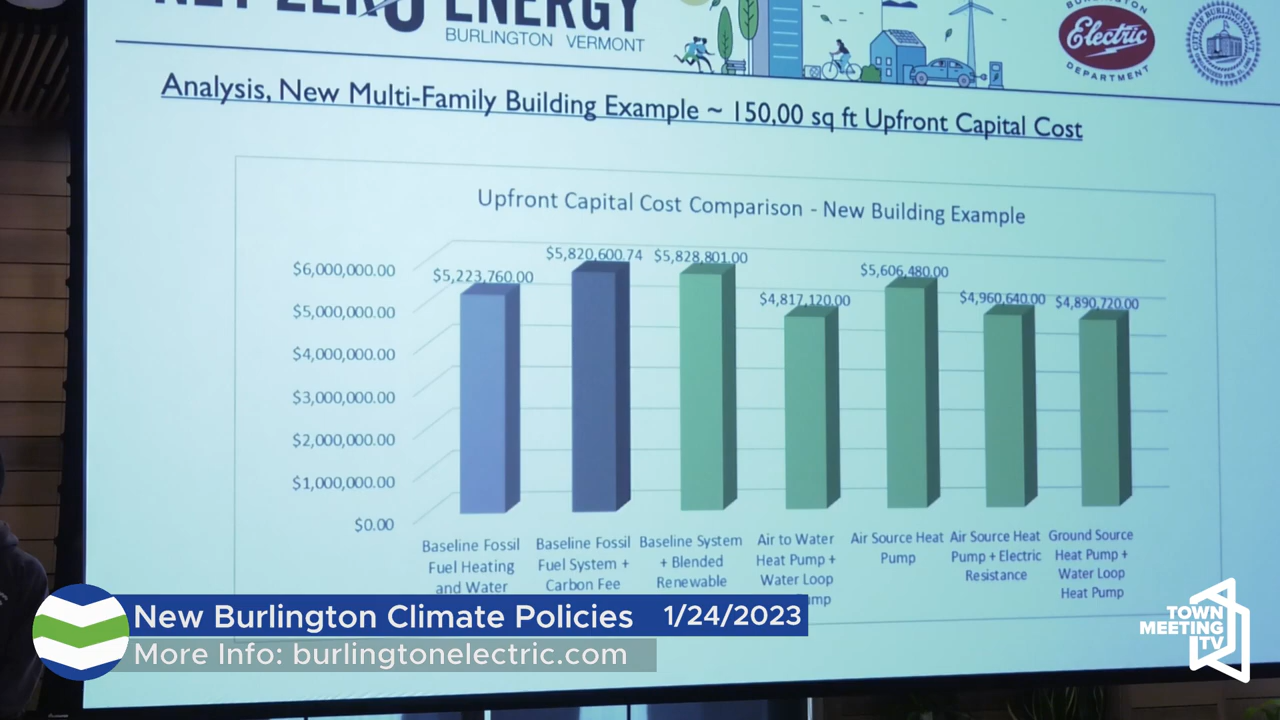 NET ZERO ENERGY
BURLINGTON VERMONT
BURLINGTON
Electric
DEPARTMENT
Analysis, New Multi-Family Building Example ~ 150,00 sq ft Upfront Capital Cost
Upfront Capital Cost Comparison - New Building Example
$6,000,000.00
$5,000,000.00
$4,000,000.00
$3,000,000.00
$2,000,000.00
$1,000,000.00
$0.00
$5,223,760.00
$5,820,600.74
$5,828,801.00
$4,817,120.00
$5,606,480.00
$4,960,640.00
$4,890,720.00
Baseline Fossil
Fuel Heating
and Water
Baseline Fossil
Fuel System +
Carbon Fee
Baseline System
+ Blended
Renewable
Air to Water
Heat Pump +
Water Loop
Air Source Heat
Pump
Air Source Heat
Pump + Electric
Resistance
Ground Source
Heat Pump +
Water Loop
Heat Pump
New Burlington Climate Policies 1/24/2023
More Info: burlingtonelectric.com
TOWN
MEETING
TV